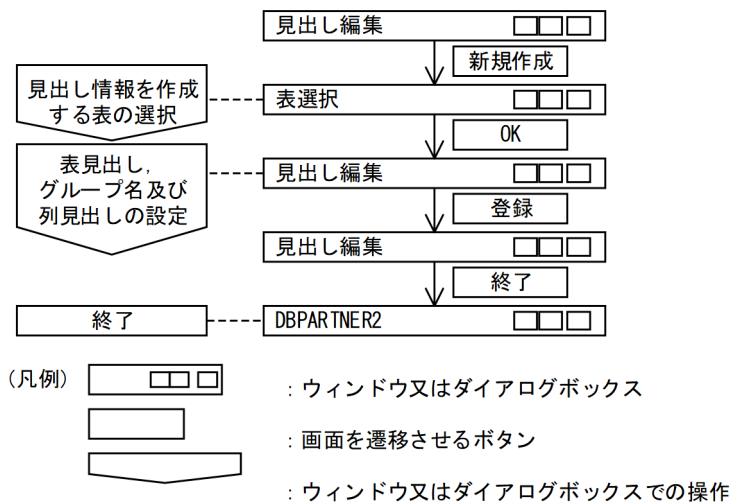 見出し編集
新規作成
見出し情報を作成
する表の選択
表選択
OK
表見出し,
グループ名及び
列見出しの設定
見出し編集
登録
見出し編集
終了
終了
DBPARTNER2
(凡例)
：ウィンドウ又はダイアログボックス
：画面を遷移させるボタン
：ウィンドウ又はダイアログボックスでの操作